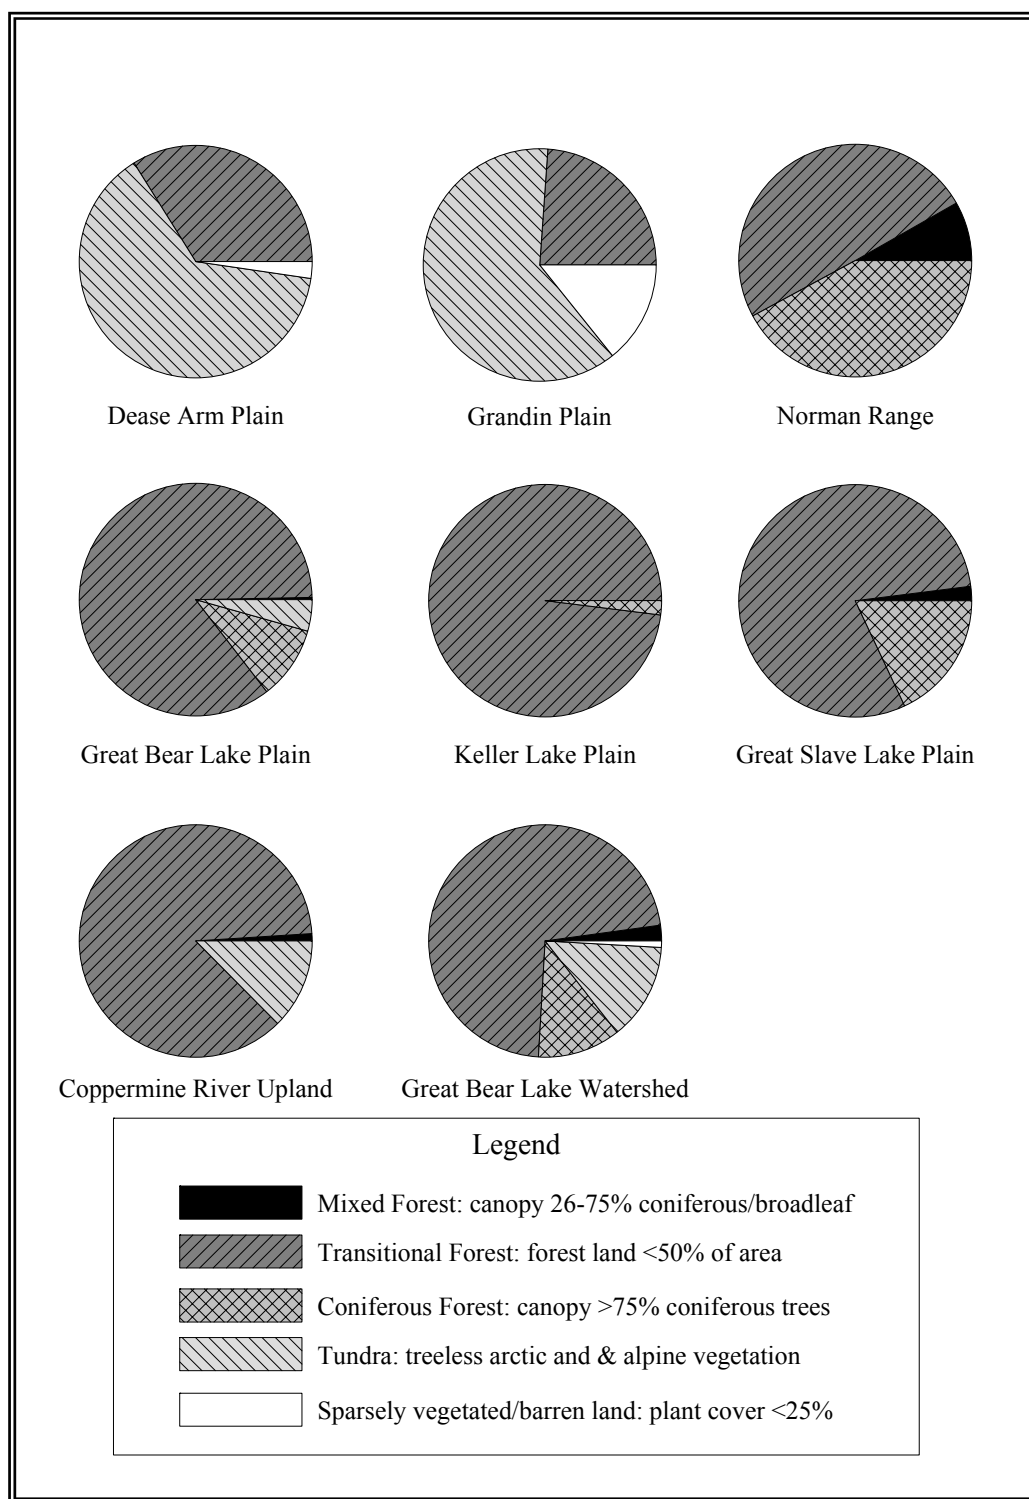 Dease Arm Plain
Grandin Plain
Norman Range
Great Bear Lake Plain
Keller Lake Plain
Great Slave Lake Plain
Coppermine River Upland
Great Bear Lake Watershed
Legend
Mixed Forest: canopy 26-75% coniferous/broadleaf
Transitional Forest: forest land <50% of area
Coniferous Forest: canopy >75% coniferous trees
Tundra: treeless arctic and & alpine vegetation
Sparsely vegetated/barren land: plant cover <25%